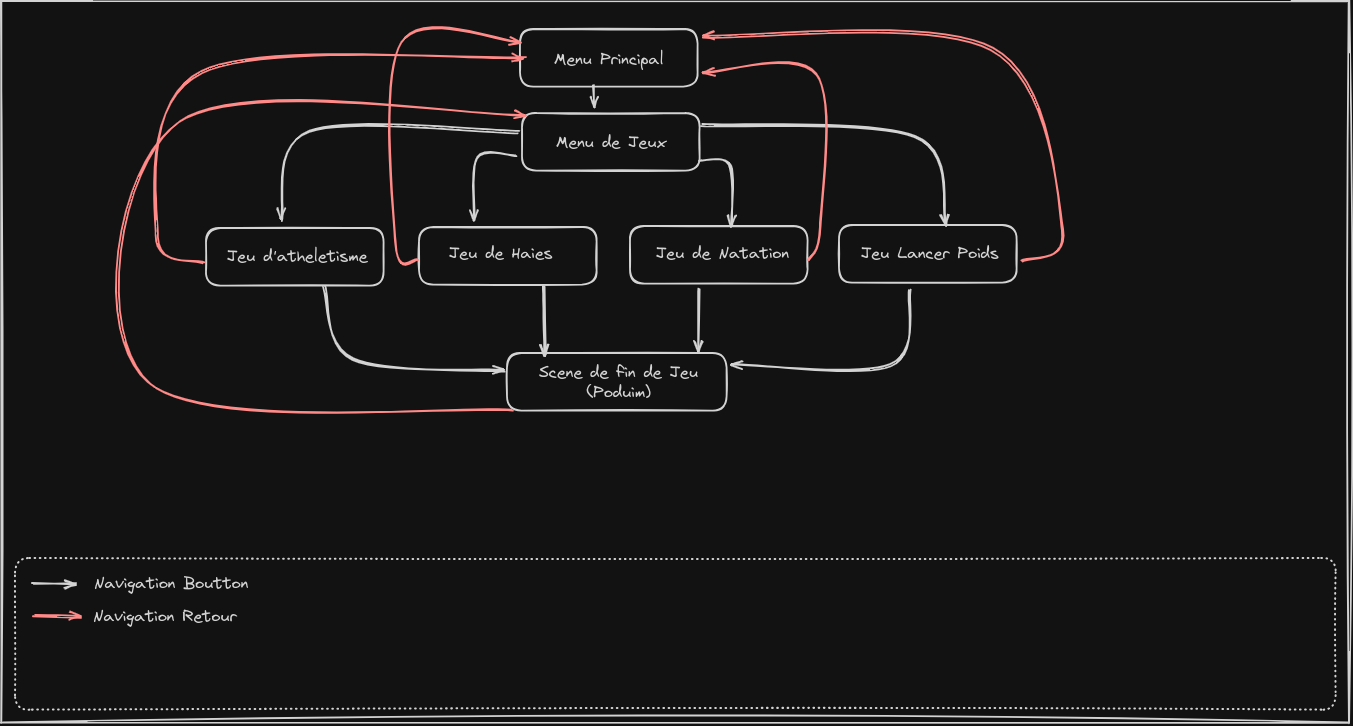 Menu Principal
Menu de Jeux
Jeu d'atheletisme
Jeu de Haies
Jeu de Natation
Jeu Lancer Poids
Scene de fin de Jeu
(Poduim)
Navigation Boutton
Navigation Retour